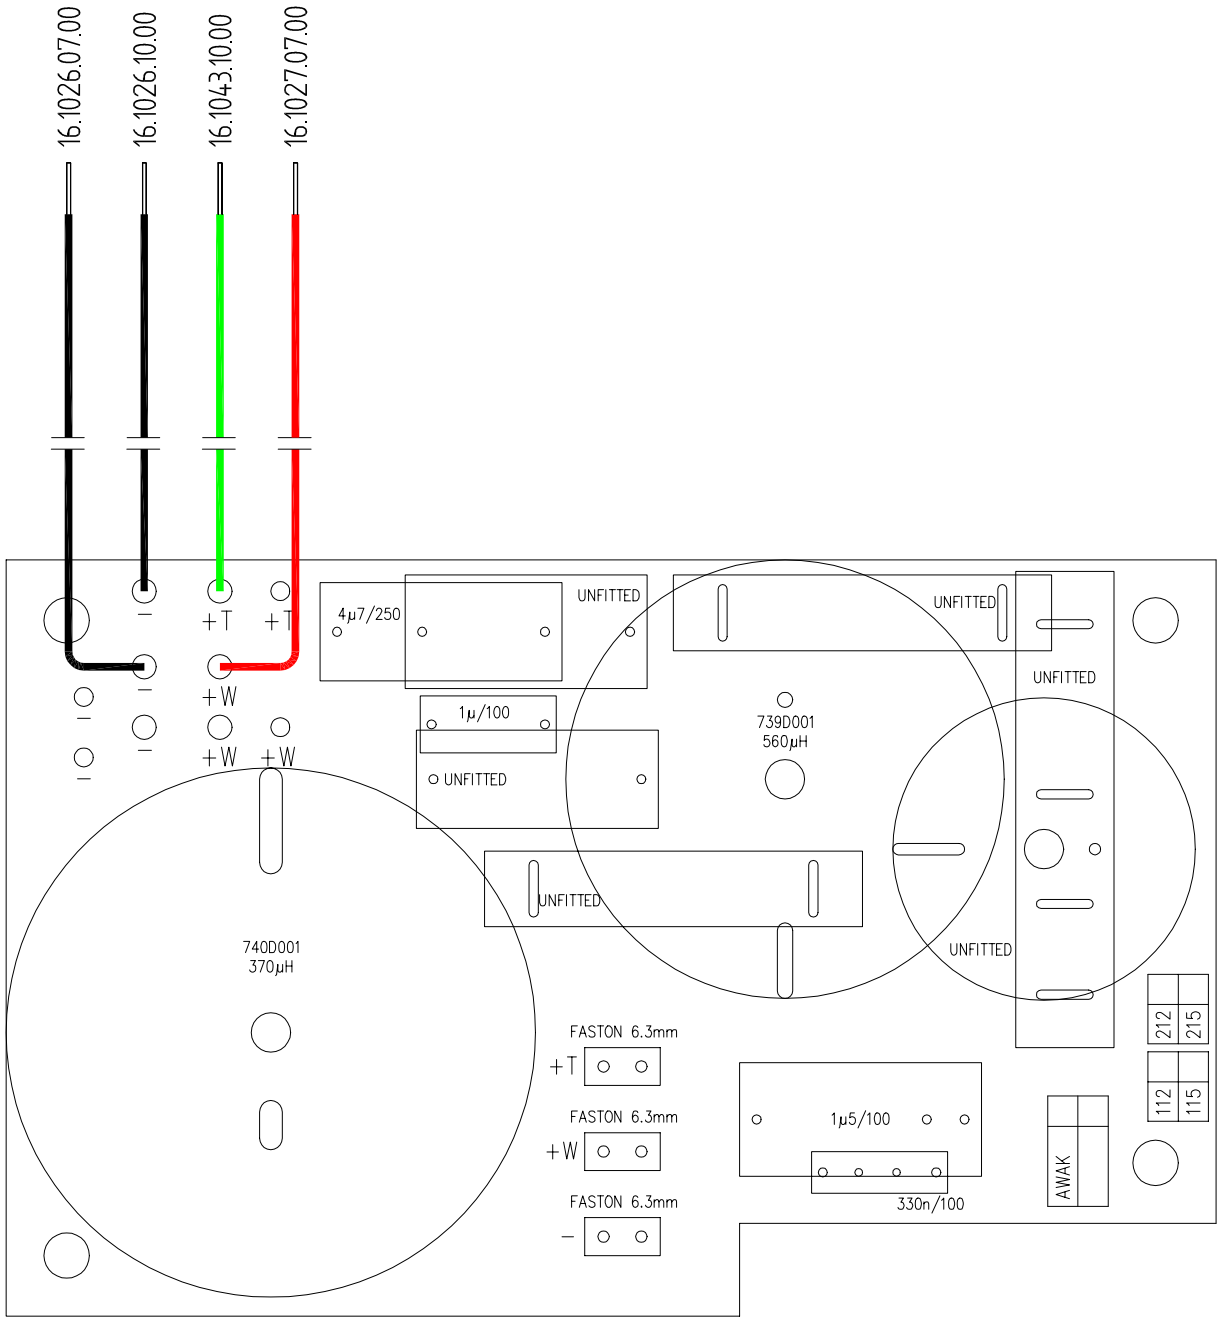 16.1026.07.00
16.1026.10.00
16.1043.10.00
16.1027.07.00
-
+T
+T
4µ7/250
UNFITTED
UNFITTED
-
+W
-
UNFITTED
1µ/100
739D001
560µH
-
+W
+W
-
UNFITTED
UNFITTED
740D001
370µH
UNFITTED
212
215
FASTON 6.3mm
+T
112
115
FASTON 6.3mm
+W
1µ5/100
AWAK
FASTON 6.3mm
-
330n/100